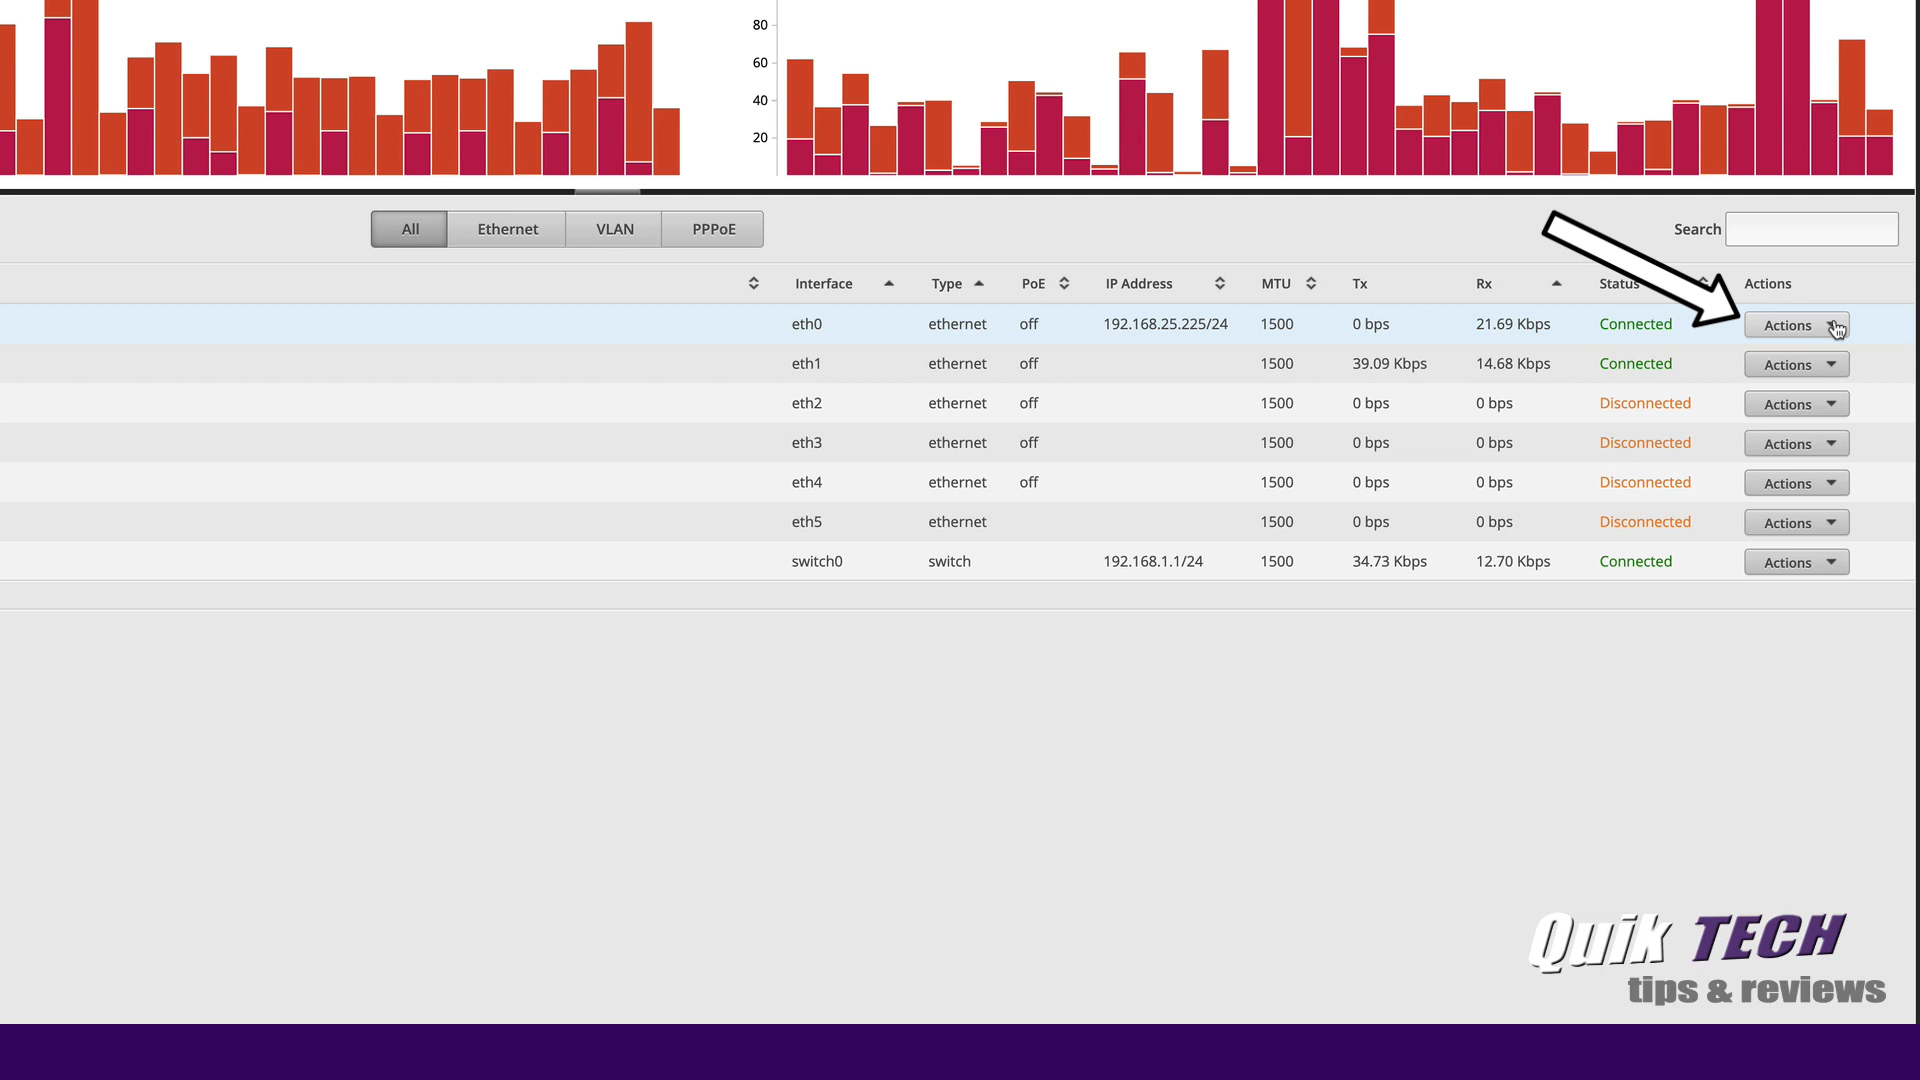 80
60
40
20
All Ethernet VLAN PPPoE Search
Interface Type PoE IP Address MTU Tx Rx Status Actions
eth0 ethernet off 192.168.25.225/24 1500 0 bps 21.69 Kbps Connected Actions
eth1 ethernet off 1500 39.09 Kbps 14.68 Kbps Connected Actions
eth2 ethernet off 1500 0 bps 0 bps Disconnected Actions
eth3 ethernet off 1500 0 bps 0 bps Disconnected Actions
eth4 ethernet off 1500 0 bps 0 bps Disconnected Actions
eth5 ethernet 1500 0 bps 0 bps Disconnected Actions
switch0 switch 192.168.1.1/24 1500 34.73 Kbps 12.70 Kbps Connected Actions
Quik TECH
tips & reviews